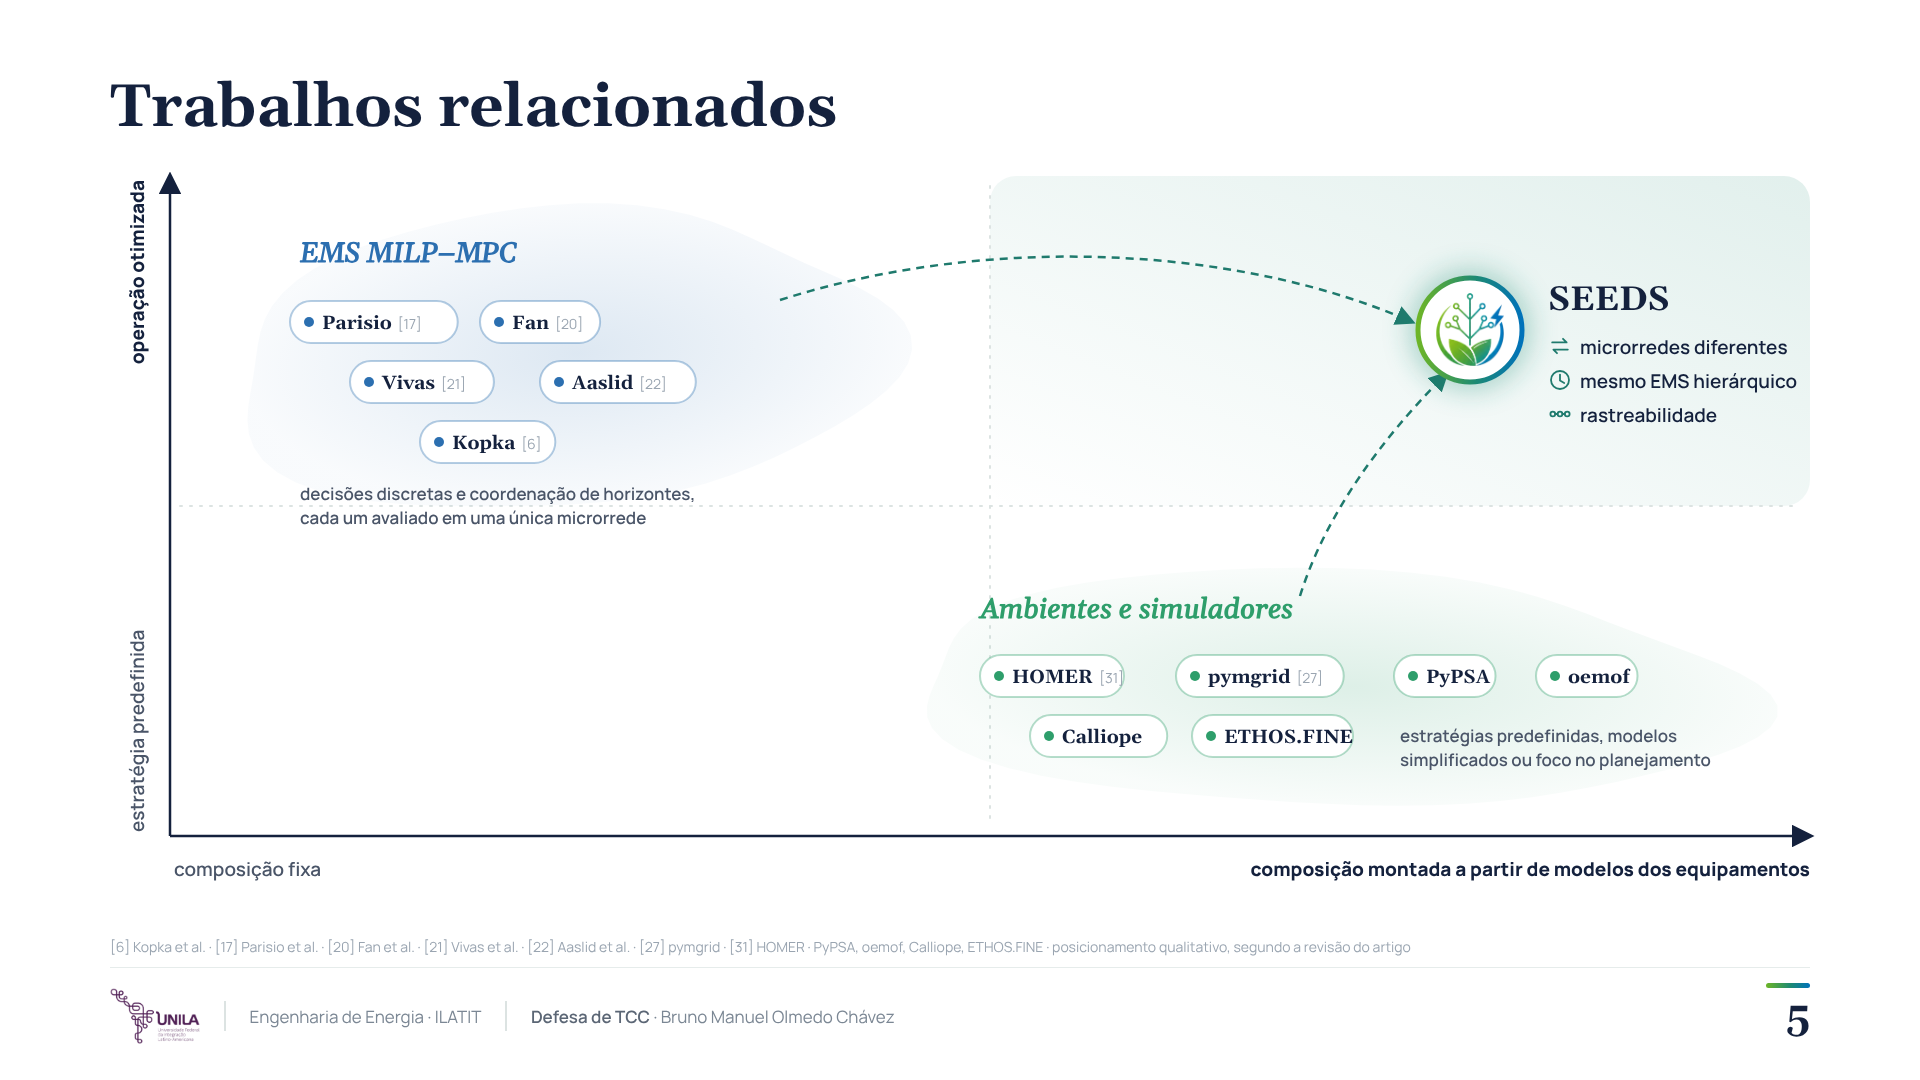 Trabalhos relacionados
operação otimizada
EMS MILP–MPC
Parisio [17]
Fan [20]
Vivas [21]
Aaslid [22]
Kopka [6]
decisões discretas e coordenação de horizontes,
cada um avaliado em uma única microrrede
SEEDS
microrredes diferentes
mesmo EMS hierárquico
rastreabilidade
estratégia predefinida
Ambientes e simuladores
HOMER [31]
pymgrid [27]
PyPSA
oemof
Calliope
ETHOS.FINE
estratégias predefinidas, modelos
simplificados ou foco no planejamento
composição fixa
composição montada a partir de modelos dos equipamentos
[6] Kopka et al. · [17] Parisio et al. · [20] Fan et al. · [21] Vivas et al. · [22] Aaslid et al. · [27] pymgrid · [31] HOMER · PyPSA, oemof, Calliope, ETHOS.FINE · posicionamento qualitativo, segundo a revisão do artigo
UNILA
Engenharia de Energia · ILATIT
Defesa de TCC · Bruno Manuel Olmedo Chávez
5